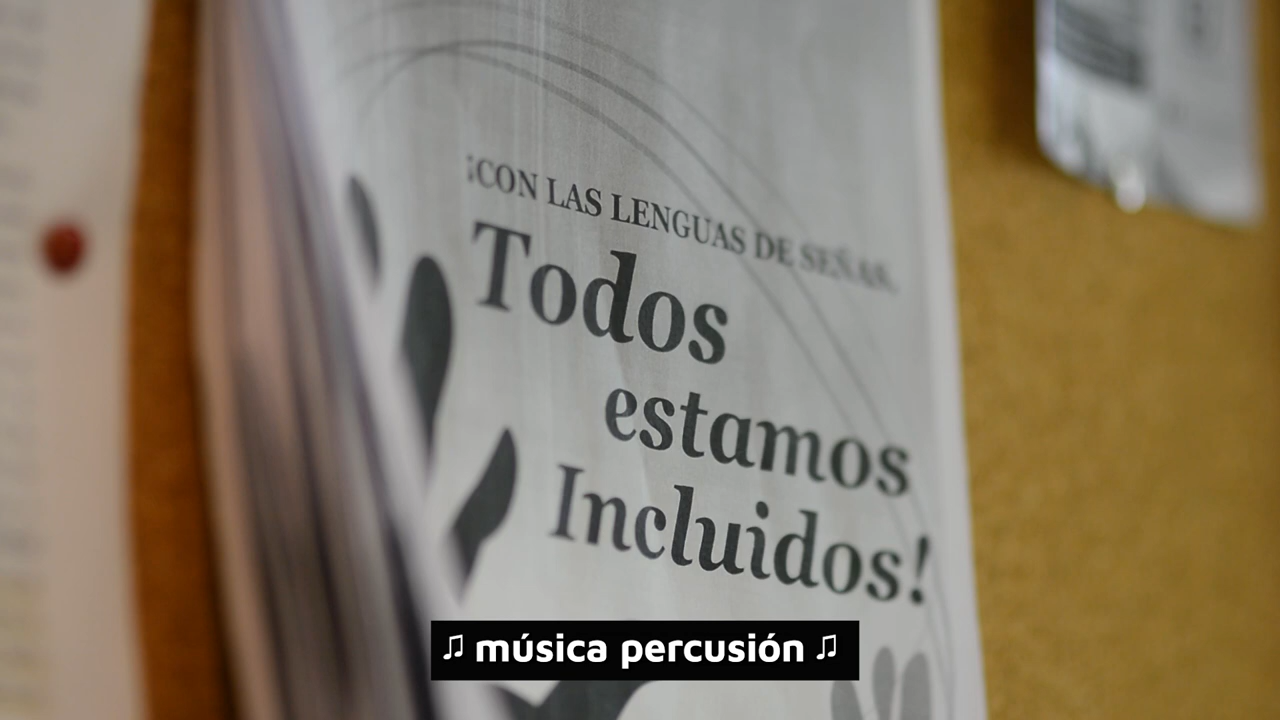 ¡CON LAS LENGUAS DE SEÑAS,
Todos
estamos
Incluidos!
♫ música percusión ♫